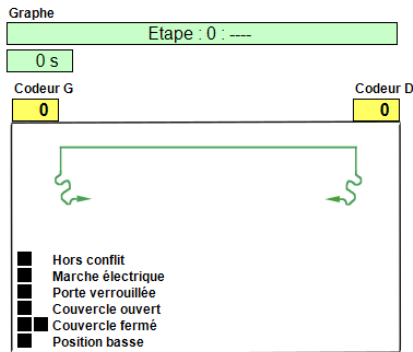 Graphe
Etape : 0 : ----
0 s
Codeur G
Codeur D
0
0
Hors conflit
Marche électrique
Porte verrouillée
Couvercle ouvert
Couvercle fermé
Position basse